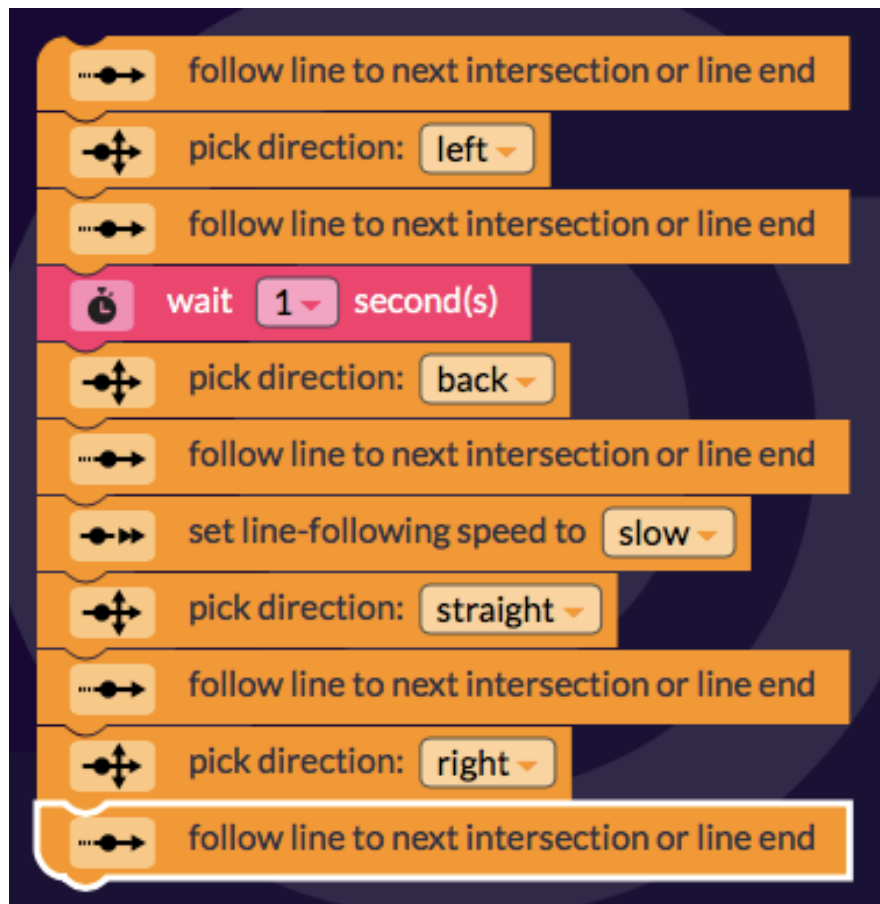 follow line to next intersection or line end
pick direction: left
follow line to next intersection or line end
wait 1 second(s)
pick direction: back
follow line to next intersection or line end
set line-following speed to slow
pick direction: straight
follow line to next intersection or line end
pick direction: right
follow line to next intersection or line end